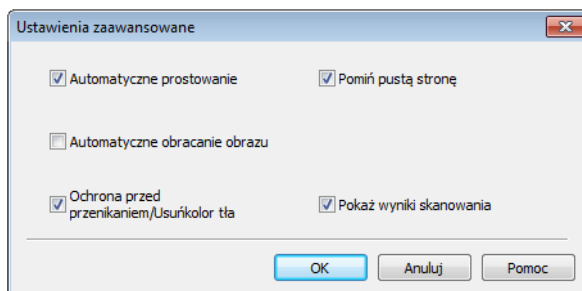 Ustawienia zaawansowane
Automatyczne prostowanie
Pomiń pustą stronę
Automatyczne obracanie obrazu
Ochrona przed
przenikaniem/Usuńkolor tła
Pokaż wyniki skanowania
OK
Anuluj
Pomoc